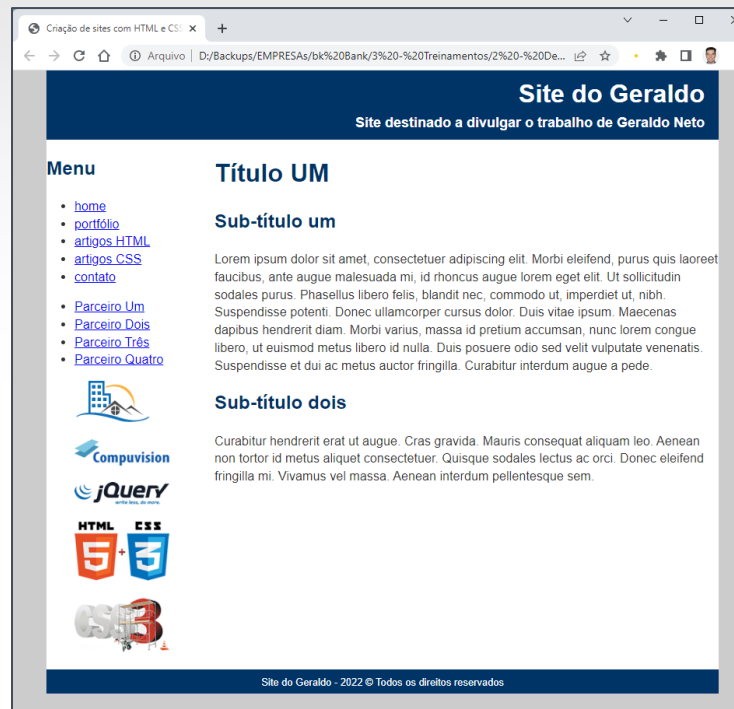 Criação de sites com HTML e CSS
Arquivo | D:/Backups/EMPRESAs/bk%20Bank/3%20-%20Treinamentos/2%20-%20De...
Site do Geraldo
Site destinado a divulgar o trabalho de Geraldo Neto
Menu
home
portfólio
artigos HTML
artigos CSS
contato
Parceiro Um
Parceiro Dois
Parceiro Três
Parceiro Quatro
Compuvision
jQuery
write less, do more.
HTML CSS
5 + 3
CSS3
Título UM
Sub-título um
Lorem ipsum dolor sit amet, consectetuer adipiscing elit. Morbi eleifend, purus quis laoreet
faucibus, ante augue malesuada mi, id rhoncus augue lorem eget elit. Ut sollicitudin
sodales purus. Phasellus libero felis, blandit nec, commodo ut, imperdiet ut, nibh.
Suspendisse potenti. Donec ullamcorper cursus dolor. Duis vitae ipsum. Maecenas
dapibus hendrerit diam. Morbi varius, massa id pretium accumsan, nunc lorem congue
libero, ut euismod metus libero id nulla. Duis posuere odio sed velit vulputate venenatis.
Suspendisse et dui ac metus auctor fringilla. Curabitur interdum augue a pede.
Sub-título dois
Curabitur hendrerit erat ut augue. Cras gravida. Mauris consequat aliquam leo. Aenean
non tortor id metus aliquet consectetuer. Quisque sodales lectus ac orci. Donec eleifend
fringilla mi. Vivamus vel massa. Aenean interdum pellentesque sem.
Site do Geraldo - 2022 © Todos os direitos reservados